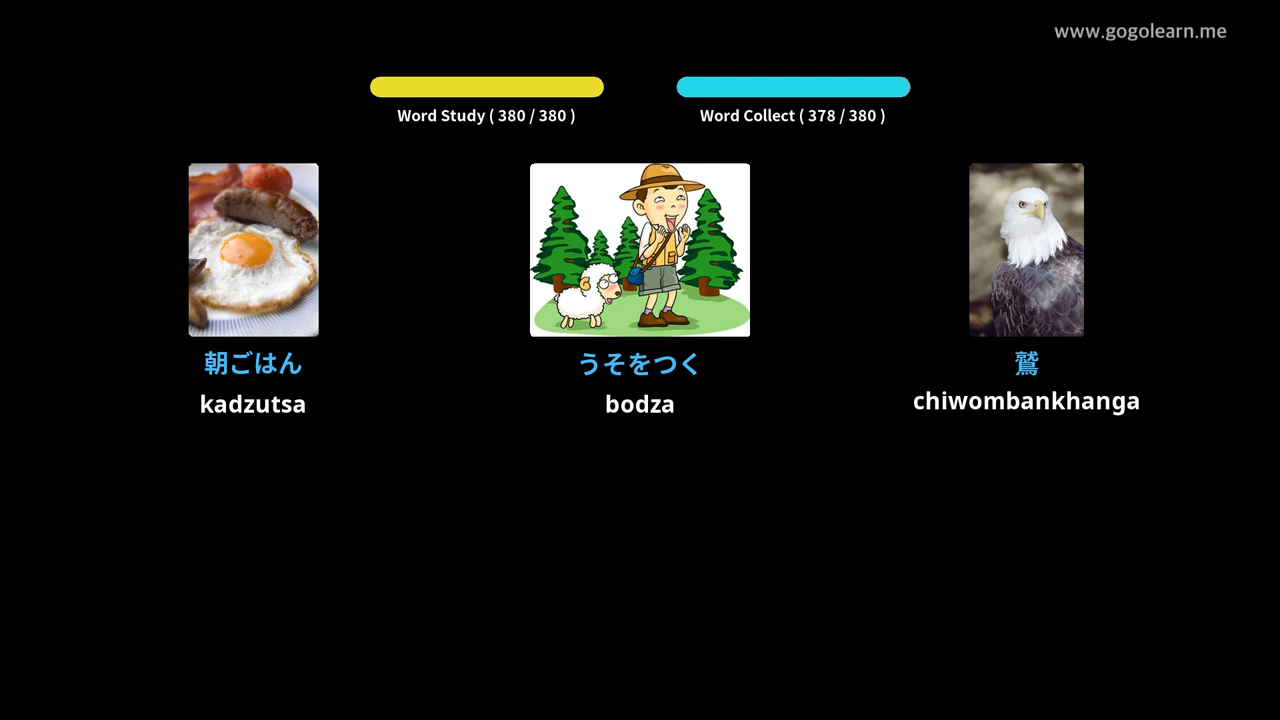 www.gogolearn.me
Word Study ( 380 / 380 )
Word Collect ( 378 / 380 )
朝ごはん
kadzutsa
うそをつく
bodza
鷲
chiwombankhanga